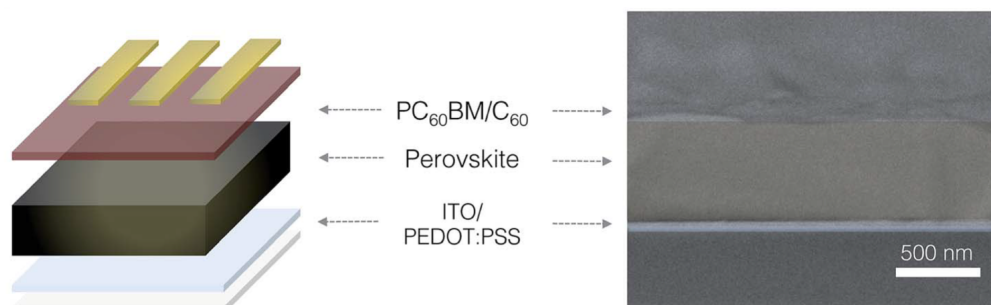 PC₆₀BM/C₆₀
Perovskite
ITO/
PEDOT:PSS
500 nm